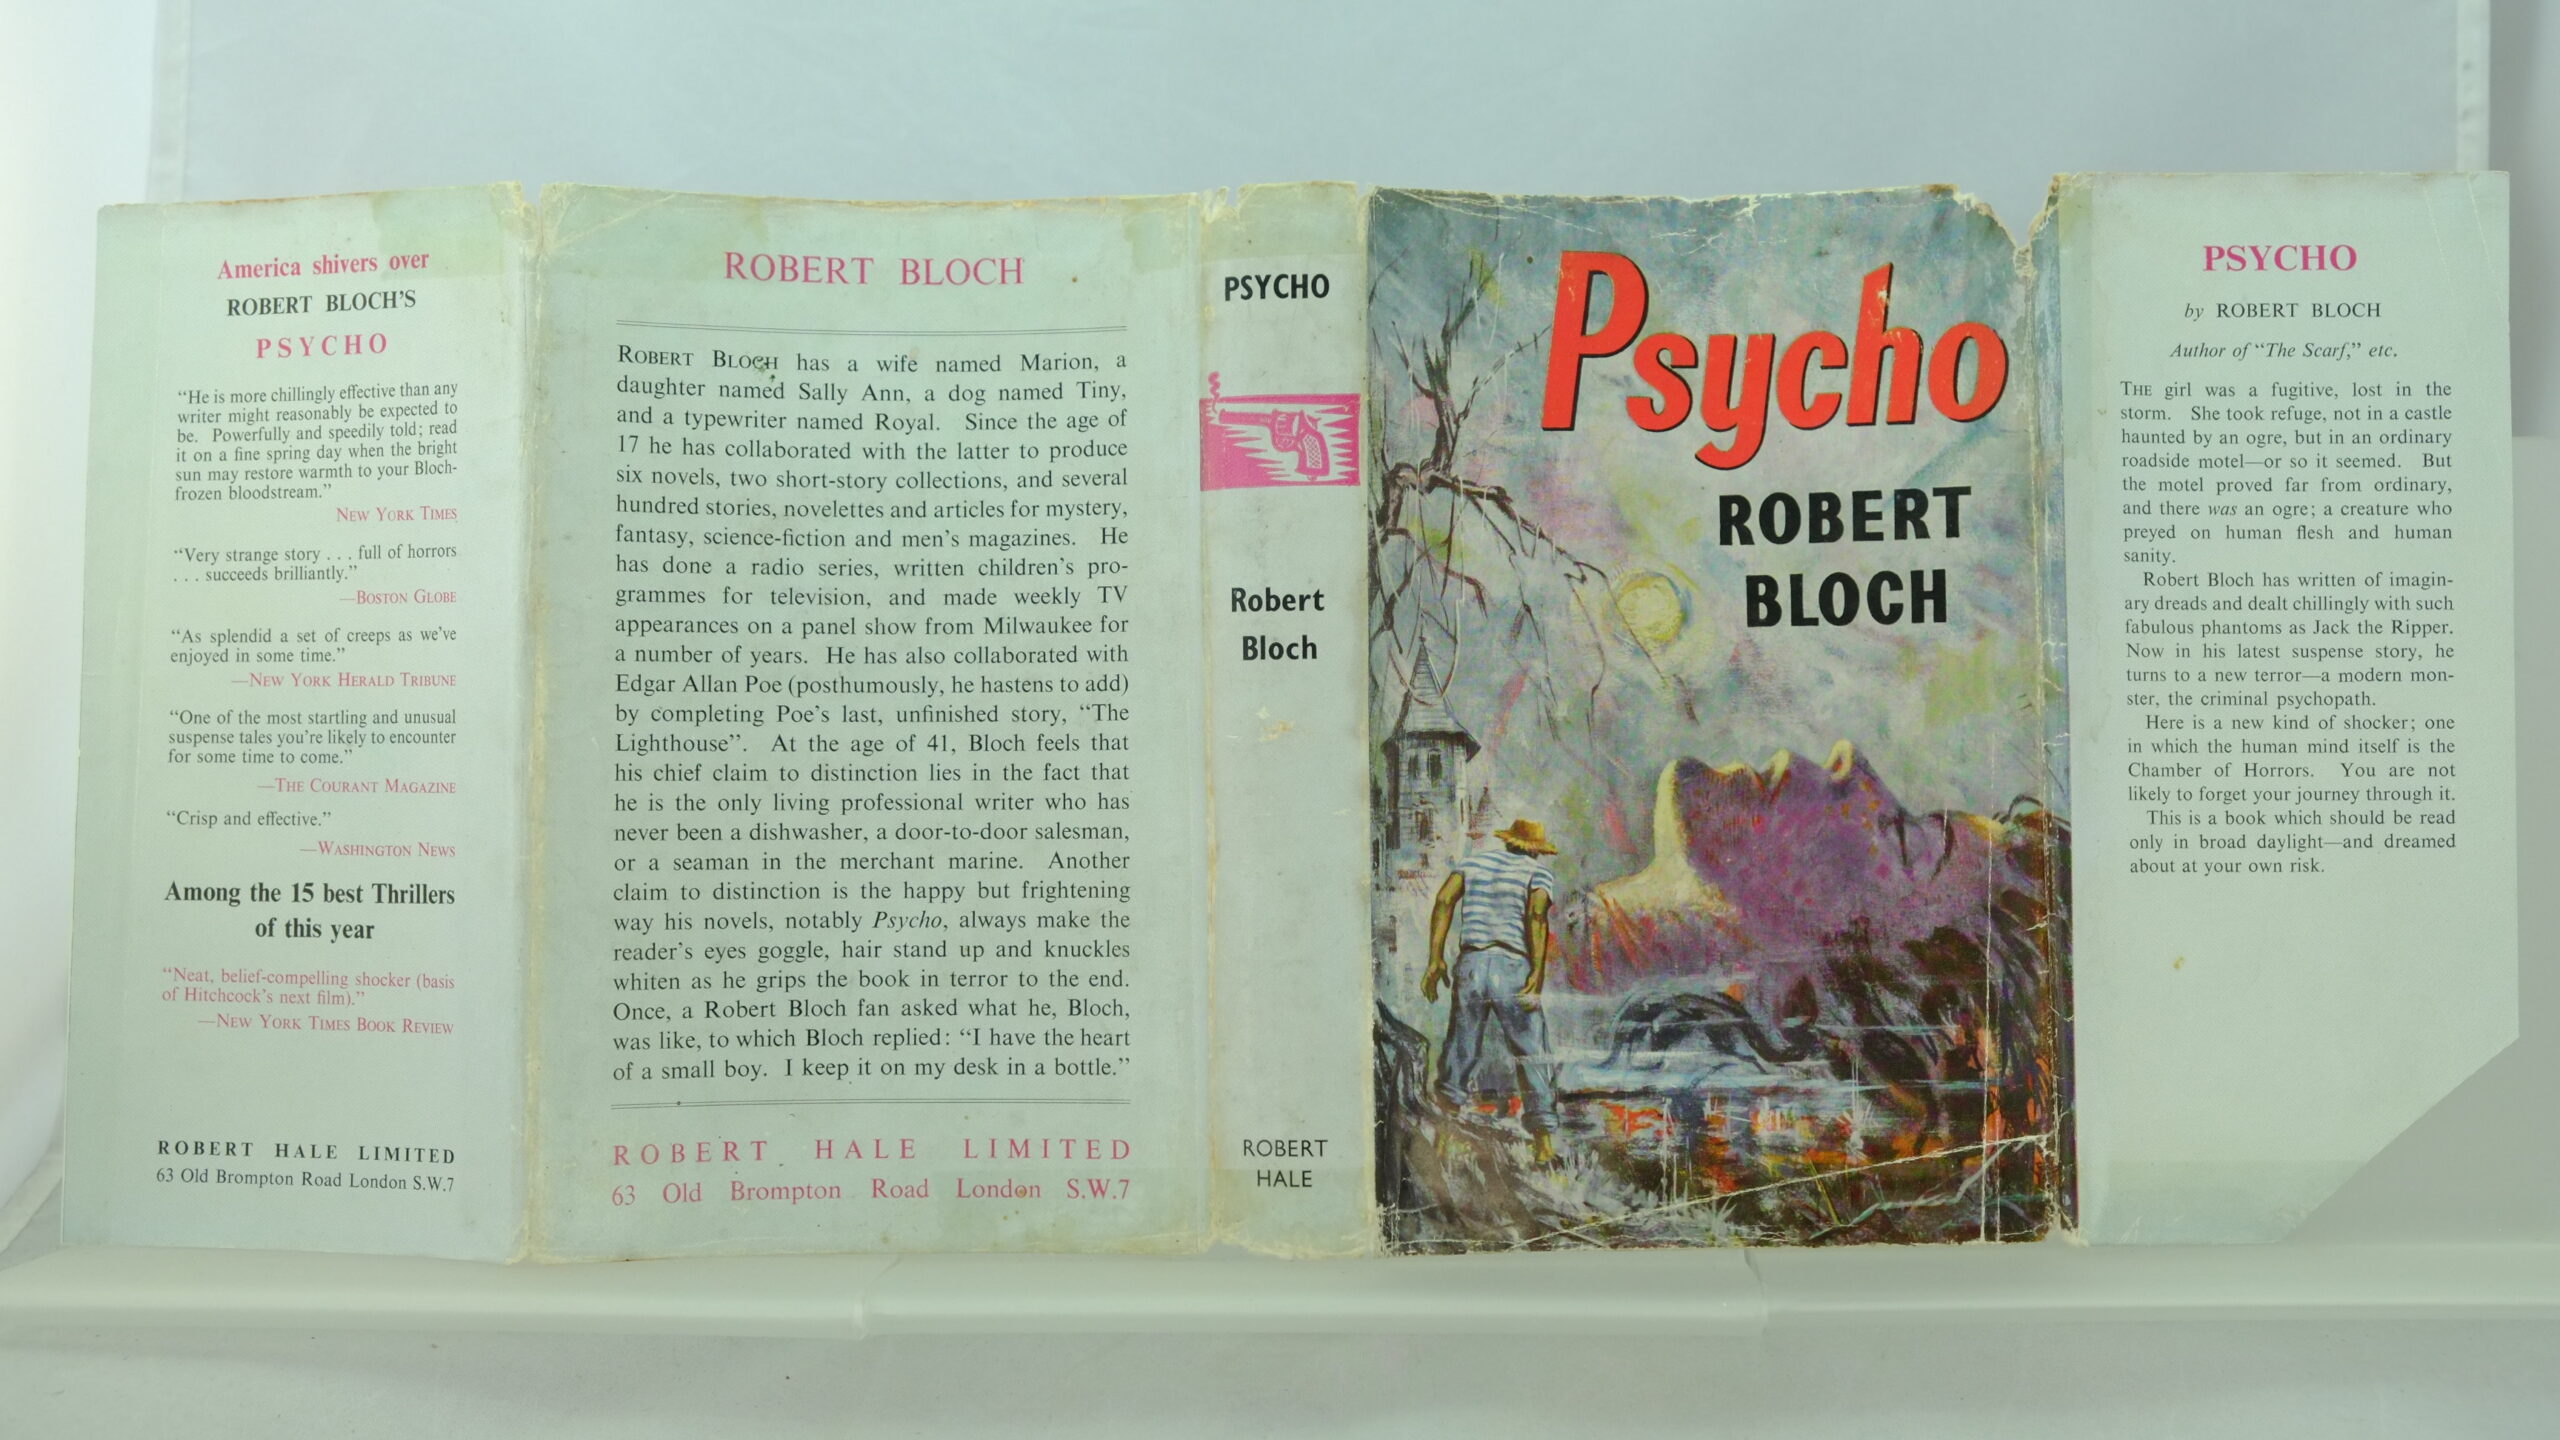 America shivers over
ROBERT BLOCH'S
PSYCHO
“He is more chillingly effective than any
writer might reasonably be expected to
be. Powerfully and speedily told; read
it on a fine spring day when the bright
sun may restore warmth to your Bloch-
frozen bloodstream.”
NEW YORK TIMES
“Very strange story . . . full of horrors
. . . succeeds brilliantly.”
—BOSTON GLOBE
“As splendid a set of creeps as we've
enjoyed in some time.”
—NEW YORK HERALD TRIBUNE
“One of the most startling and unusual
suspense tales you're likely to encounter
for some time to come.”
—THE COURANT MAGAZINE
“Crisp and effective.”
—WASHINGTON NEWS
Among the 15 best Thrillers
of this year
“Neat, belief-compelling shocker (basis
of Hitchcock's next film).”
—NEW YORK TIMES BOOK REVIEW
ROBERT HALE LIMITED
63 Old Brompton Road London S.W.7
ROBERT BLOCH
ROBERT BLOCH has a wife named Marion, a
daughter named Sally Ann, a dog named Tiny,
and a typewriter named Royal. Since the age of
17 he has collaborated with the latter to produce
six novels, two short-story collections, and several
hundred stories, novelettes and articles for mystery,
fantasy, science-fiction and men's magazines. He
has done a radio series, written children's pro-
grammes for television, and made weekly TV
appearances on a panel show from Milwaukee for
a number of years. He has also collaborated with
Edgar Allan Poe (posthumously, he hastens to add)
by completing Poe's last, unfinished story, “The
Lighthouse”. At the age of 41, Bloch feels that
his chief claim to distinction lies in the fact that
he is the only living professional writer who has
never been a dishwasher, a door-to-door salesman,
or a seaman in the merchant marine. Another
claim to distinction is the happy but frightening
way his novels, notably Psycho, always make the
reader's eyes goggle, hair stand up and knuckles
whiten as he grips the book in terror to the end.
Once, a Robert Bloch fan asked what he, Bloch,
was like, to which Bloch replied: “I have the heart
of a small boy. I keep it on my desk in a bottle.”
ROBERT HALE LIMITED
63 Old Brompton Road London S.W.7
PSYCHO
Robert
Bloch
ROBERT
HALE
Psycho
ROBERT
BLOCH
PSYCHO
by ROBERT BLOCH
Author of “The Scarf,” etc.
THE girl was a fugitive, lost in the
storm. She took refuge, not in a castle
haunted by an ogre, but in an ordinary
roadside motel—or so it seemed. But
the motel proved far from ordinary,
and there was an ogre; a creature who
preyed on human flesh and human
sanity.
Robert Bloch has written of imagin-
ary dreads and dealt chillingly with such
fabulous phantoms as Jack the Ripper.
Now in his latest suspense story, he
turns to a new terror—a modern mon-
ster, the criminal psychopath.
Here is a new kind of shocker; one
in which the human mind itself is the
Chamber of Horrors. You are not
likely to forget your journey through it.
This is a book which should be read
only in broad daylight—and dreamed
about at your own risk.